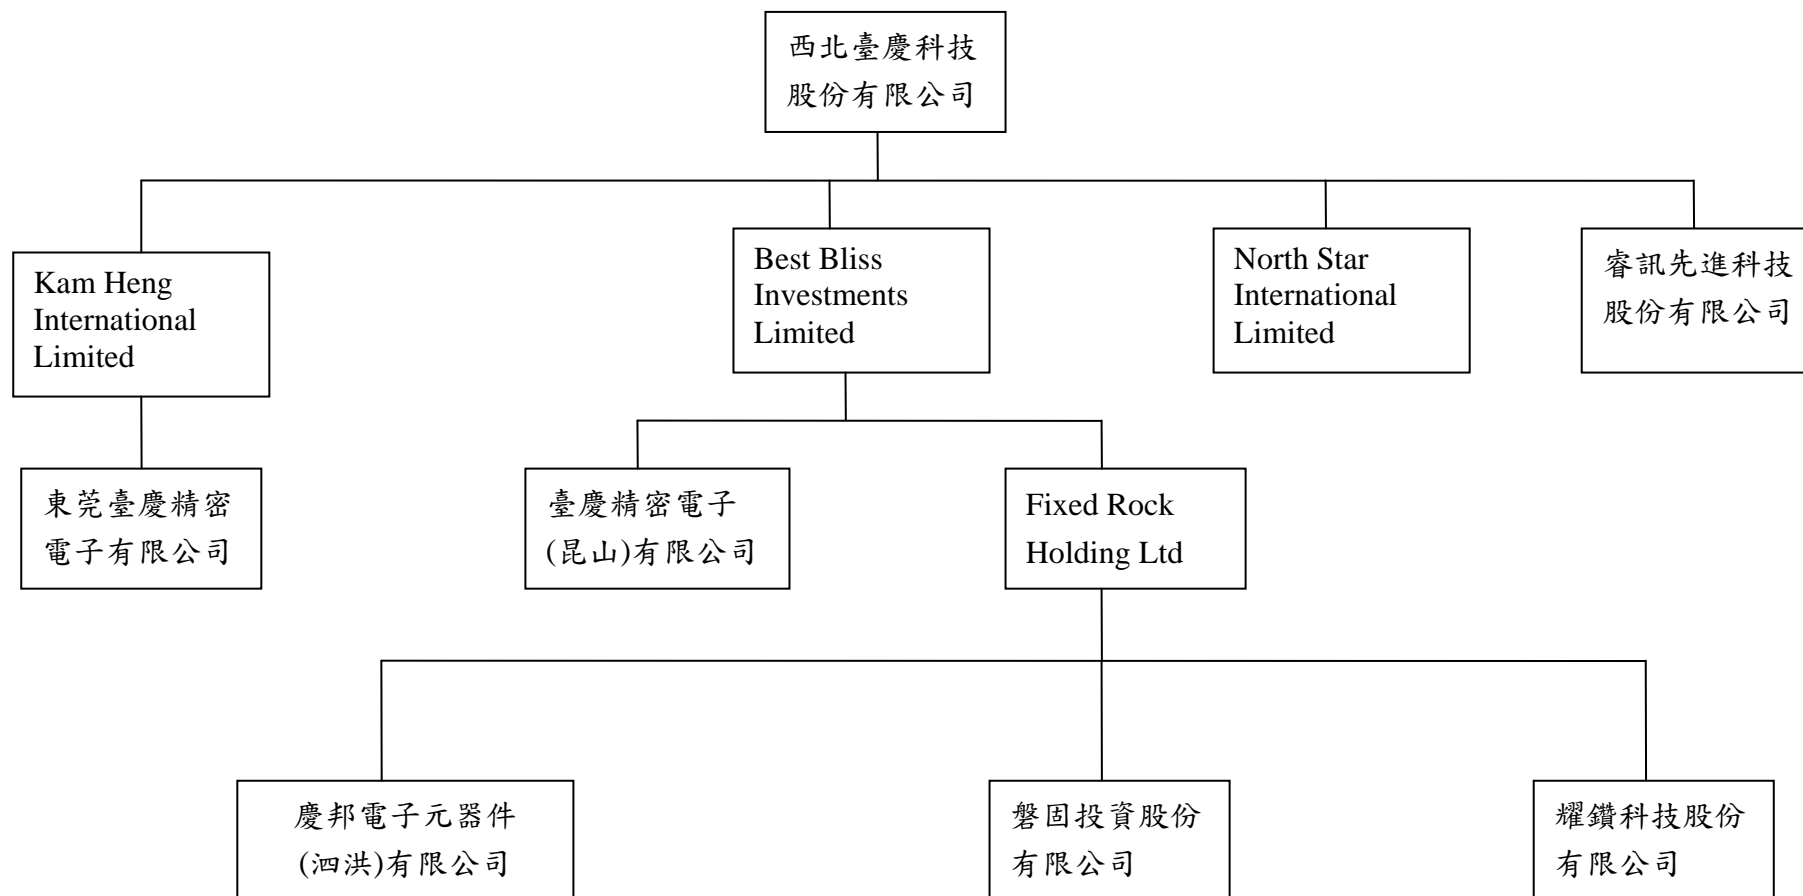 西北臺慶科技
股份有限公司
Kam Heng
International
Limited
Best Bliss
Investments
Limited
North Star
International
Limited
睿訊先進科技
股份有限公司
東莞臺慶精密
電子有限公司
臺慶精密電子
(昆山)有限公司
Fixed Rock
Holding Ltd
慶邦電子元器件
(泗洪)有限公司
磐固投資股份
有限公司
耀鑽科技股份
有限公司